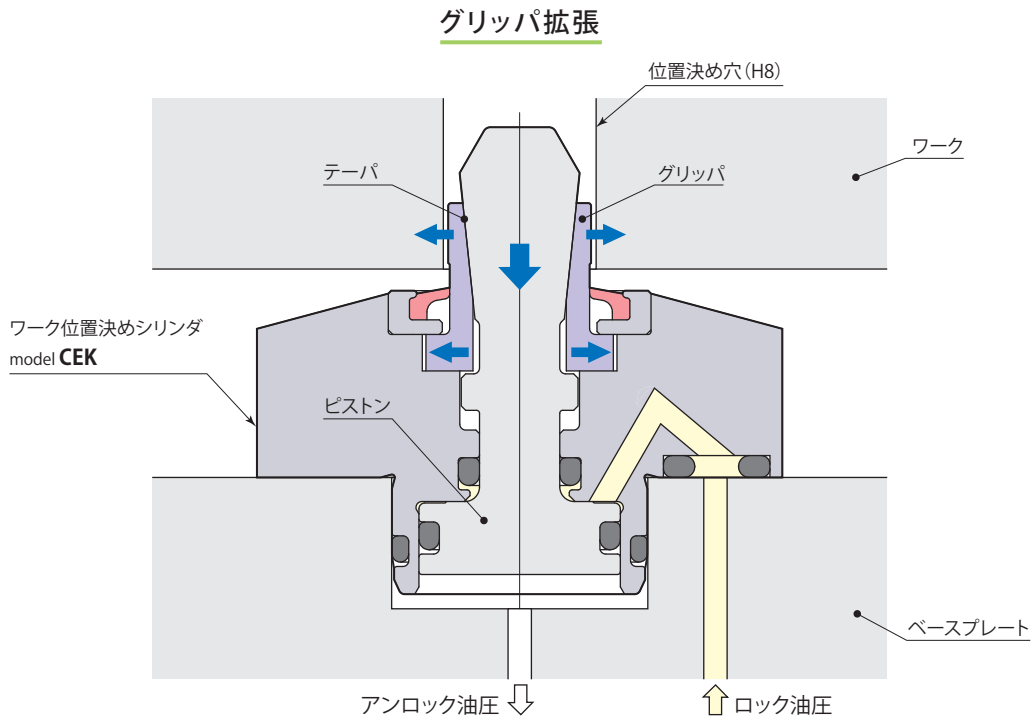 グリッパ拡張
位置決め穴（H8）
ワーク
テーパ
グリッパ
ワーク位置決めシリンダ
model CEK
ピストン
ベースプレート
アンロック油圧
ロック油圧